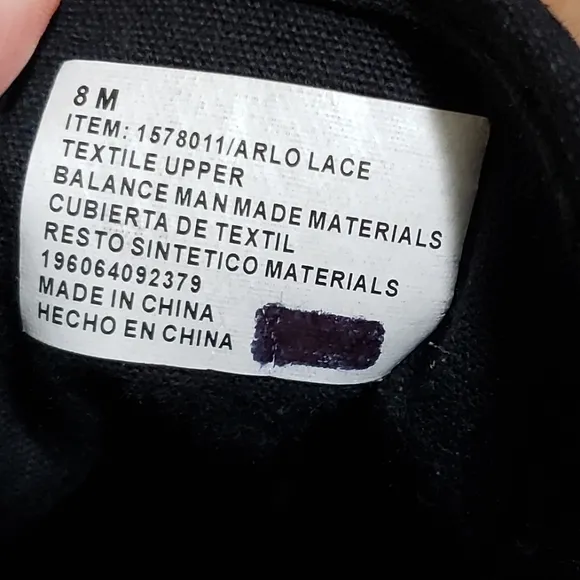 8 M
ITEM: 1578011/ARLO LACE
TEXTILE UPPER
BALANCE MAN MADE MATERIALS
CUBIERTA DE TEXTIL
RESTO SINTETICO MATERIALS
196064092379
MADE IN CHINA
HECHO EN CHINA